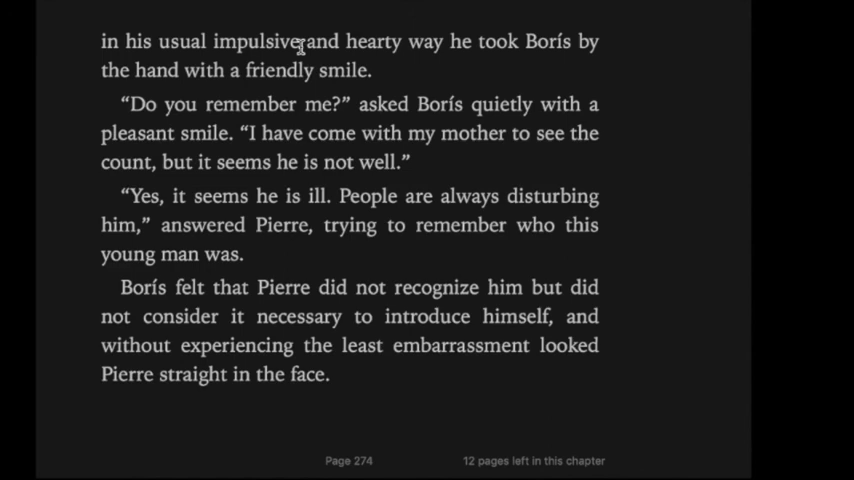 in his usual impulsive and hearty way he took Borís by
the hand with a friendly smile.
“Do you remember me?” asked Borís quietly with a
pleasant smile. “I have come with my mother to see the
count, but it seems he is not well.”
“Yes, it seems he is ill. People are always disturbing
him,” answered Pierre, trying to remember who this
young man was.
Borís felt that Pierre did not recognize him but did
not consider it necessary to introduce himself, and
without experiencing the least embarrassment looked
Pierre straight in the face.
Page 274 12 pages left in this chapter